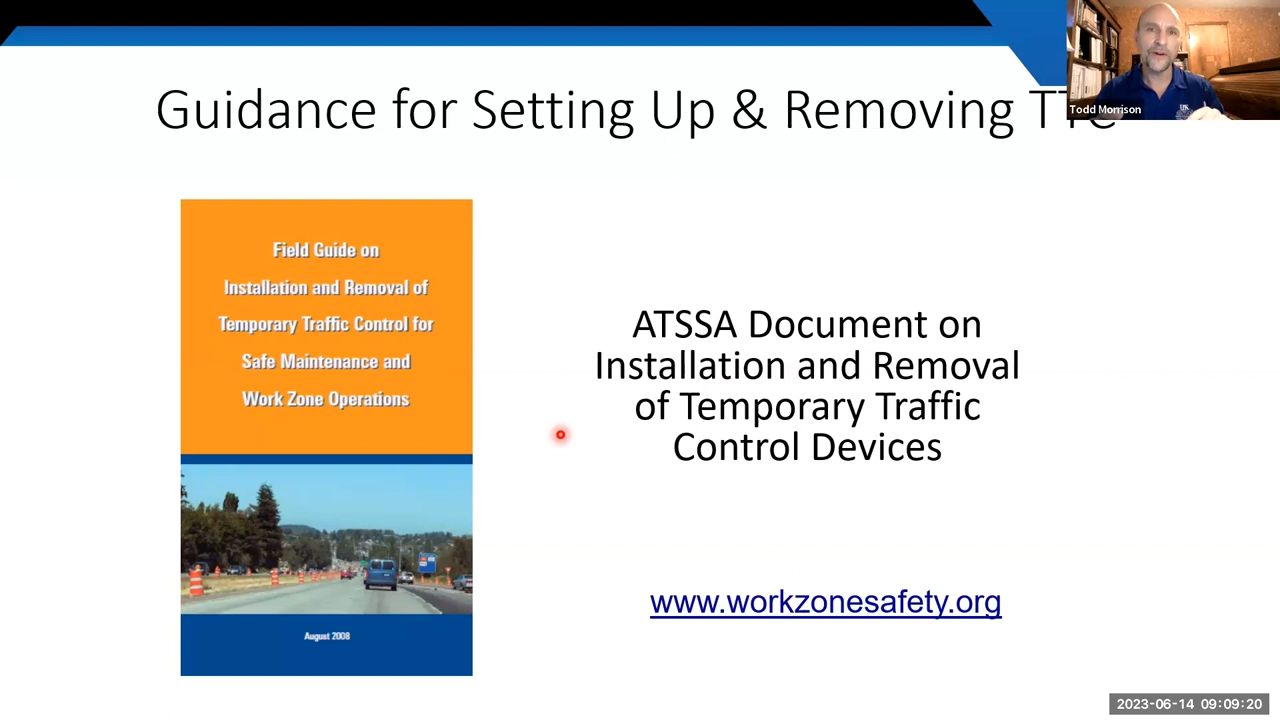 Guidance for Setting Up & Removing TTC
Todd Morrison
UK
Field Guide on
Installation and Removal of
Temporary Traffic Control for
Safe Maintenance and
Work Zone Operations
August 2008
ATSSA Document on
Installation and Removal
of Temporary Traffic
Control Devices
www.workzonesafety.org
2023-06-14 09:09:20